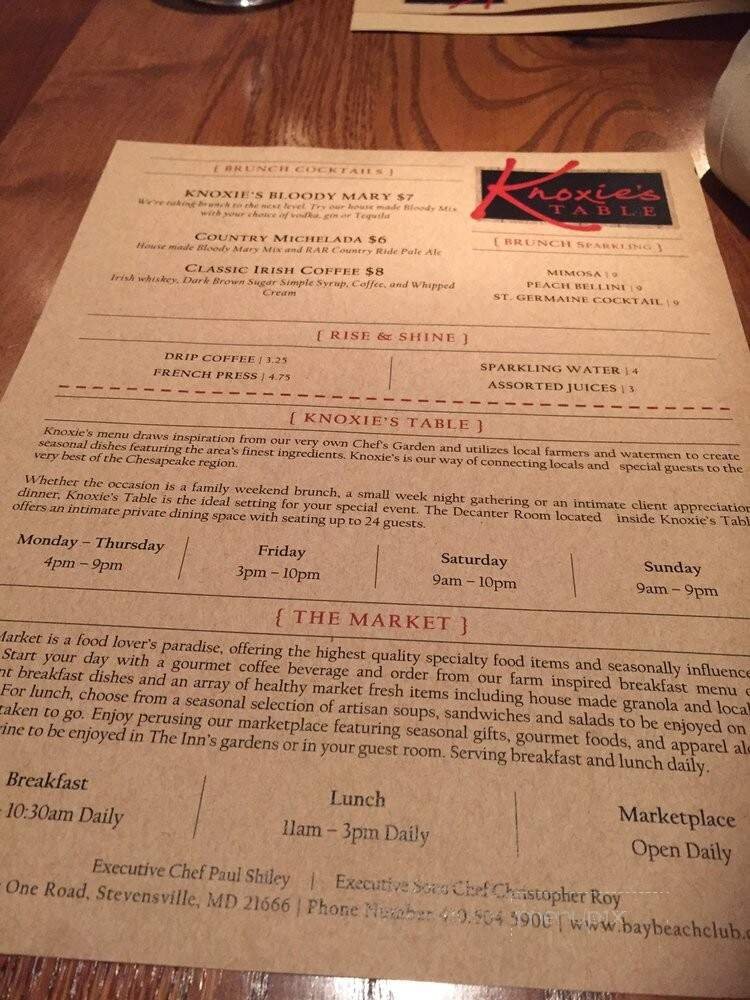 { BRUNCH COCKTAILS }
KNOXIE'S BLOODY MARY $7
We're taking brunch to the next level. Try our house made Bloody Mix
with your choice of vodka, gin or Tequila
COUNTRY MICHELADA $6
House made Bloody Mary Mix and RAR Country Ride Pale Ale
CLASSIC IRISH COFFEE $8
Irish whiskey, Dark Brown Sugar Simple Syrup, Coffee, and Whipped
Cream
Knoxie's
TABLE
{ BRUNCH SPARKLING }
MIMOSA | 9
PEACH BELLINI | 9
ST. GERMAINE COCKTAIL | 9
{ RISE & SHINE }
DRIP COFFEE | 3.25
FRENCH PRESS | 4.75
SPARKLING WATER | 4
ASSORTED JUICES | 3
{ KNOXIE'S TABLE }
Knoxie's menu draws inspiration from our very own Chef's Garden and utilizes local farmers and watermen to create
seasonal dishes featuring the area's finest ingredients. Knoxie's is our way of connecting locals and special guests to the
very best of the Chesapeake region.
Whether the occasion is a family weekend brunch, a small week night gathering or an intimate client appreciation
dinner, Knoxie's Table is the ideal setting for your special event. The Decanter Room located inside Knoxie's Tabl
offers an intimate private dining space with seating up to 24 guests.
Monday – Thursday
4pm – 9pm
Friday
3pm – 10pm
Saturday
9am – 10pm
Sunday
9am – 9pm
{ THE MARKET }
Market is a food lover's paradise, offering the highest quality specialty food items and seasonally influence
Start your day with a gourmet coffee beverage and order from our farm inspired breakfast menu
nt breakfast dishes and an array of healthy market fresh items including house made granola and local
For lunch, choose from a seasonal selection of artisan soups, sandwiches and salads to be enjoyed on
taken to go. Enjoy perusing our marketplace featuring seasonal gifts, gourmet foods, and apparel alo
ine to be enjoyed in The Inn's gardens or in your guest room. Serving breakfast and lunch daily.
Breakfast
- 10:30am Daily
Lunch
11am – 3pm Daily
Marketplace
Open Daily
Executive Chef Paul Shiley | Executive Sous Chef Christopher Roy
One Road, Stevensville, MD 21666 | Phone Number 410.604.5900 | www.baybeachclub.c